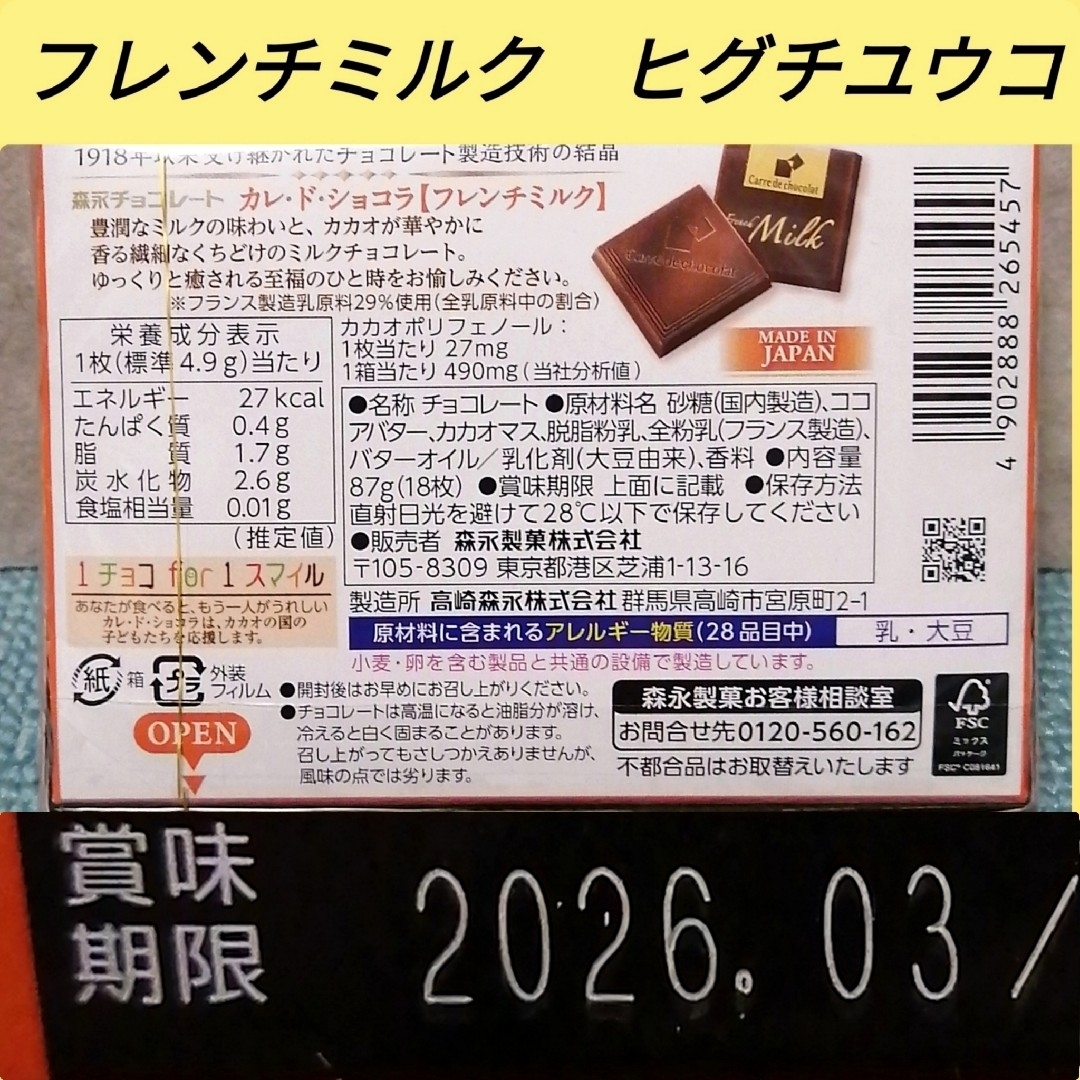 フレンチミルク ヒグチユウコ
1918年以来受け継がれたチョコレート製造技術の結晶
森永チョコレート カレ・ド・ショコラ【フレンチミルク】
豊潤なミルクの味わいと、カカオが華やかに
香る繊細なくちどけのミルクチョコレート。
ゆっくりと癒される至福のひと時をお愉しみください。
※フランス製造乳原料29%使用(全乳原料中の割合)
Carre de chocolat
French Milk
Carre de chocolat
MADE IN
JAPAN
栄養成分表示
1枚(標準4.9g)当たり
エネルギー 27kcal
たんぱく質 0.4g
脂質 1.7g
炭水化物 2.6g
食塩相当量 0.01g
(推定値)
カカオポリフェノール:
1枚当たり 27mg
1箱当たり 490mg(当社分析値)
●名称 チョコレート ●原材料名 砂糖(国内製造)、ココ
アバター、カカオマス、脱脂粉乳、全粉乳(フランス製造)、
バターオイル/乳化剤(大豆由来)、香料 ●内容量
87g(18枚) ●賞味期限 上面に記載 ●保存方法
直射日光を避けて28℃以下で保存してください
●販売者 森永製菓株式会社
〒105-8309 東京都港区芝浦1-13-16
製造所 高崎森永株式会社 群馬県高崎市宮原町2-1
原材料に含まれるアレルギー物質(28品目中) 乳・大豆
小麦・卵を含む製品と共通の設備で製造しています。
4 902888 265457
1 チョコ for 1 スマイル
あなたが食べると、もう一人がうれしい
カレ・ド・ショコラは、カカオの国の
子どもたちを応援します。
紙 箱 プラ 外装
フィルム
OPEN
●開封後はお早めにお召し上がりください。
●チョコレートは高温になると油脂分が溶け、
冷えると白く固まることがあります。
召し上がってもさしつかえありませんが、
風味の点では劣ります。
森永製菓お客様相談室
お問合せ先0120-560-162
不都合品はお取替えいたします
FSC
ミックス
パッケージ
FSC® C081641
賞味
期限
2026.03/